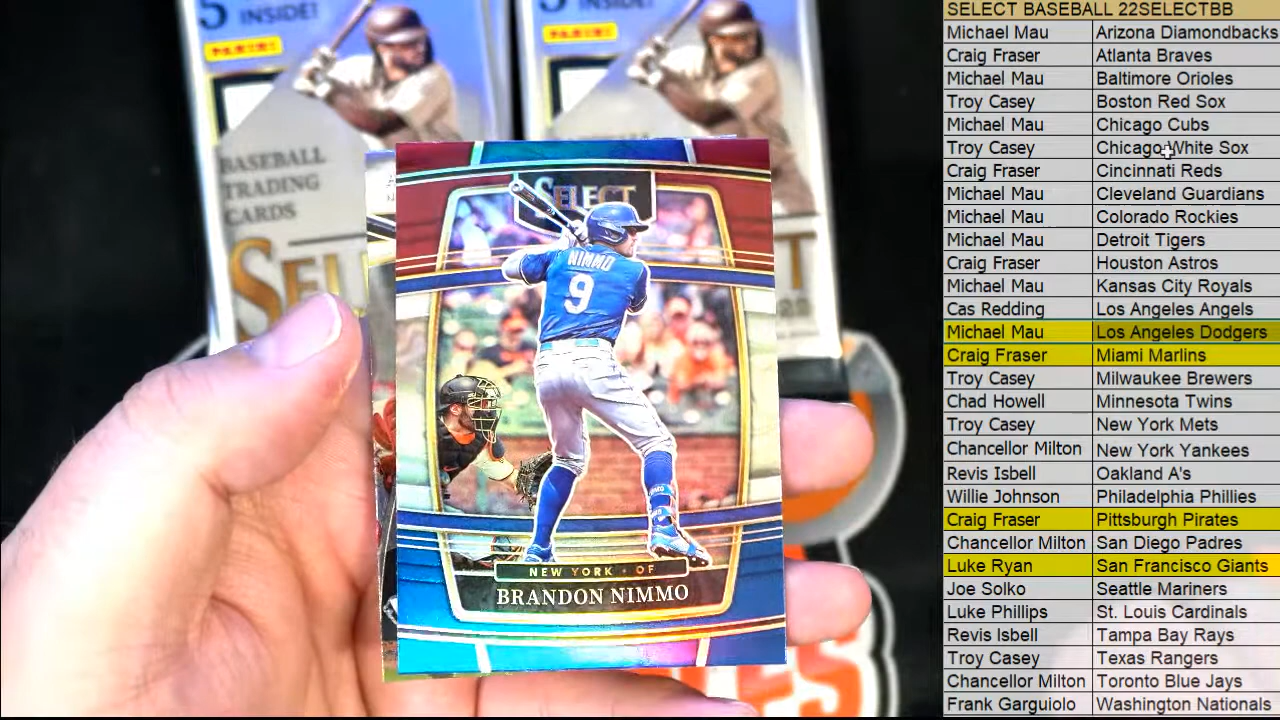 5
INSIDE!
PANINI
BASEBALL
TRADING
CARDS
SEL
5
INSIDE!
PANINI
SELECT
NIMMO
9
NEW YORK · OF
BRANDON NIMMO
SELECT BASEBALL 22SELECTBB
Michael Mau Arizona Diamondbacks
Craig Fraser Atlanta Braves
Michael Mau Baltimore Orioles
Troy Casey Boston Red Sox
Michael Mau Chicago Cubs
Troy Casey Chicago White Sox
Craig Fraser Cincinnati Reds
Michael Mau Cleveland Guardians
Michael Mau Colorado Rockies
Michael Mau Detroit Tigers
Craig Fraser Houston Astros
Michael Mau Kansas City Royals
Cas Redding Los Angeles Angels
Michael Mau Los Angeles Dodgers
Craig Fraser Miami Marlins
Troy Casey Milwaukee Brewers
Chad Howell Minnesota Twins
Troy Casey New York Mets
Chancellor Milton New York Yankees
Revis Isbell Oakland A's
Willie Johnson Philadelphia Phillies
Craig Fraser Pittsburgh Pirates
Chancellor Milton San Diego Padres
Luke Ryan San Francisco Giants
Joe Solko Seattle Mariners
Luke Phillips St. Louis Cardinals
Revis Isbell Tampa Bay Rays
Troy Casey Texas Rangers
Chancellor Milton Toronto Blue Jays
Frank Garguiolo Washington Nationals